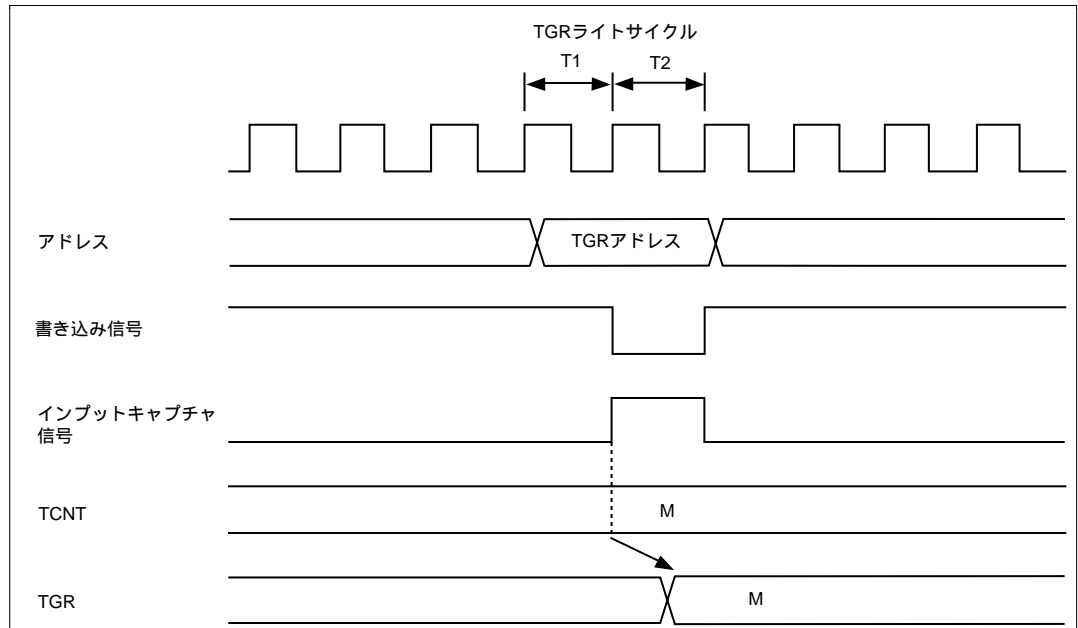 TGRライトサイクル
T1
T2
アドレス
TGRアドレス
書き込み信号
インプットキャプチャ
信号
TCNT
M
TGR
M